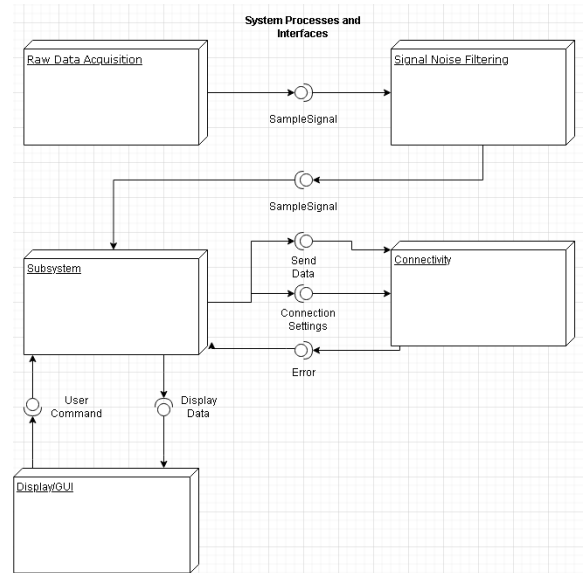 System Processes and
Interfaces
Raw Data Acquisition
Signal Noise Filtering
SampleSignal
SampleSignal
Subsystem
Send
Data
Connectivity
Connection
Settings
Error
User
Command
Display
Data
Display/GUI